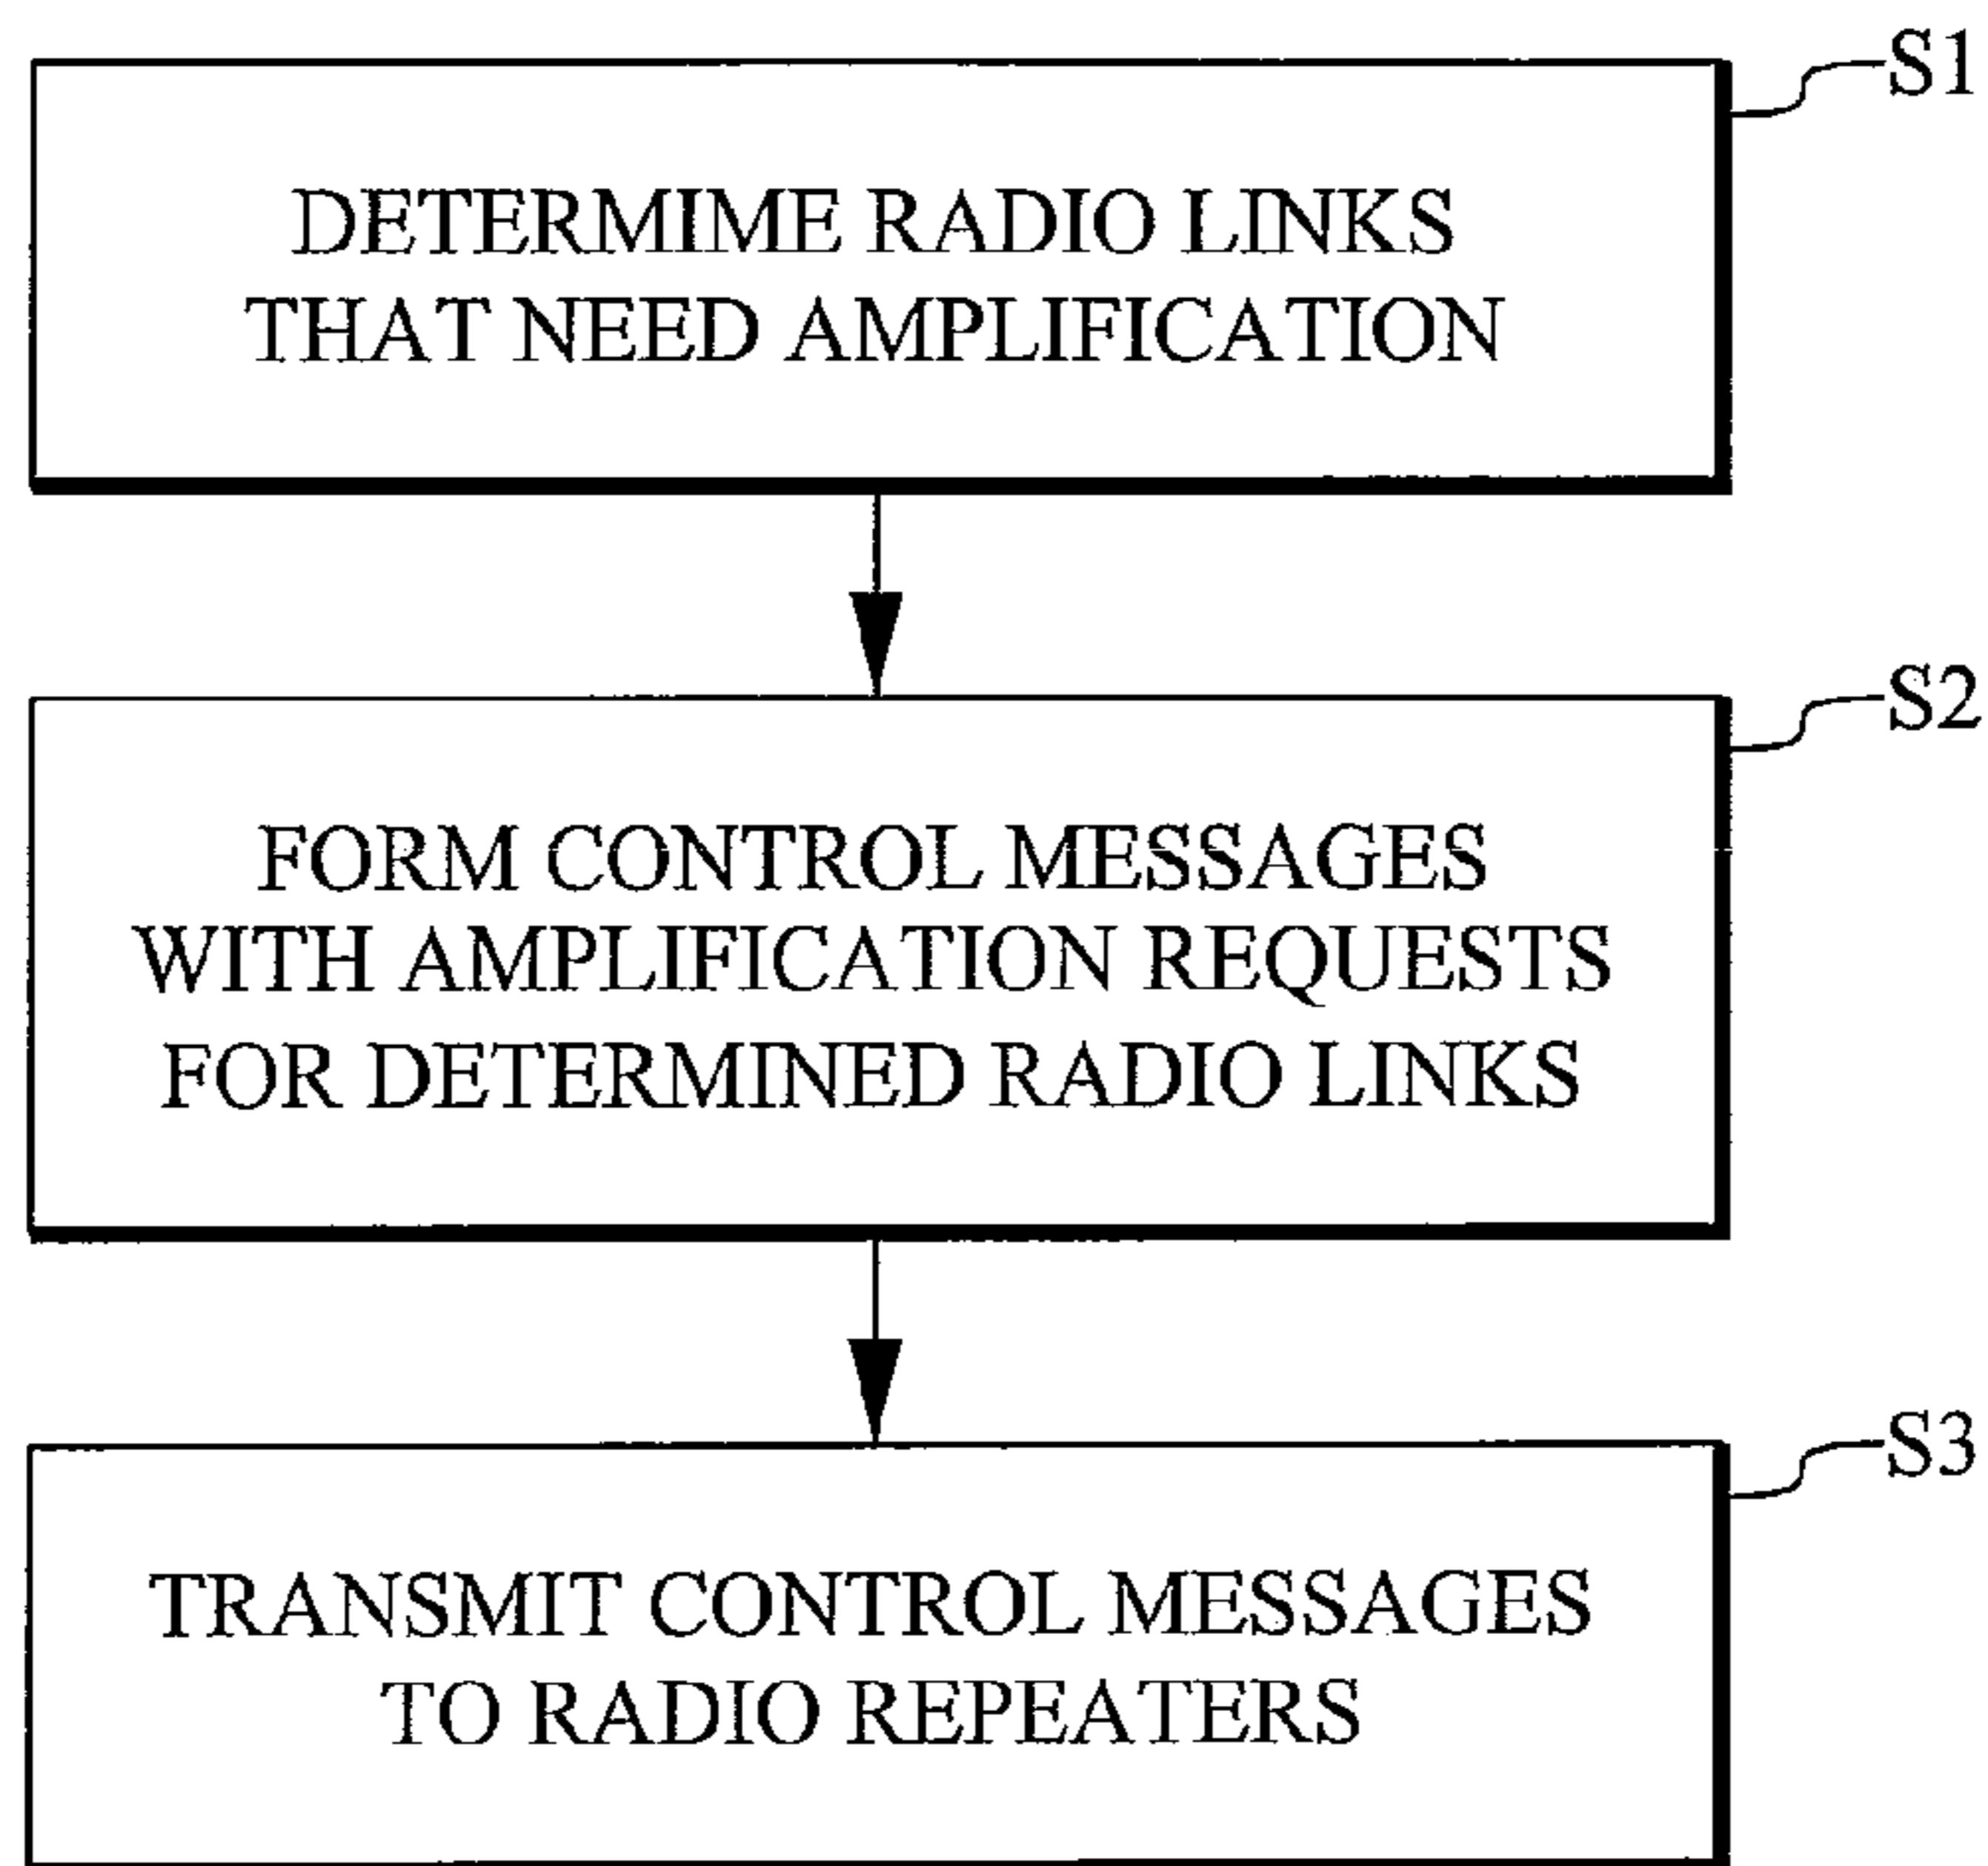 S1
DETERMIME RADIO LINKS
THAT NEED AMPLIFICATION
S2
FORM CONTROL MESSAGES
WITH AMPLIFICATION REQUESTS
FOR DETERMINED RADIO LINKS
S3
TRANSMIT CONTROL MESSAGES
TO RADIO REPEATERS